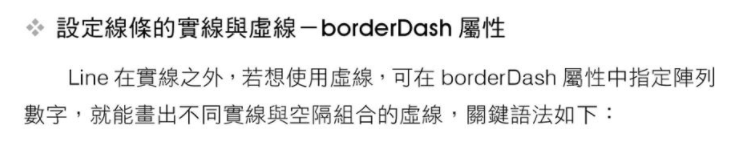 設定線條的實線與虛線－borderDash 屬性
Line 在實線之外，若想使用虛線，可在 borderDash 屬性中指定陣列
數字，就能畫出不同實線與空隔組合的虛線，關鍵語法如下：